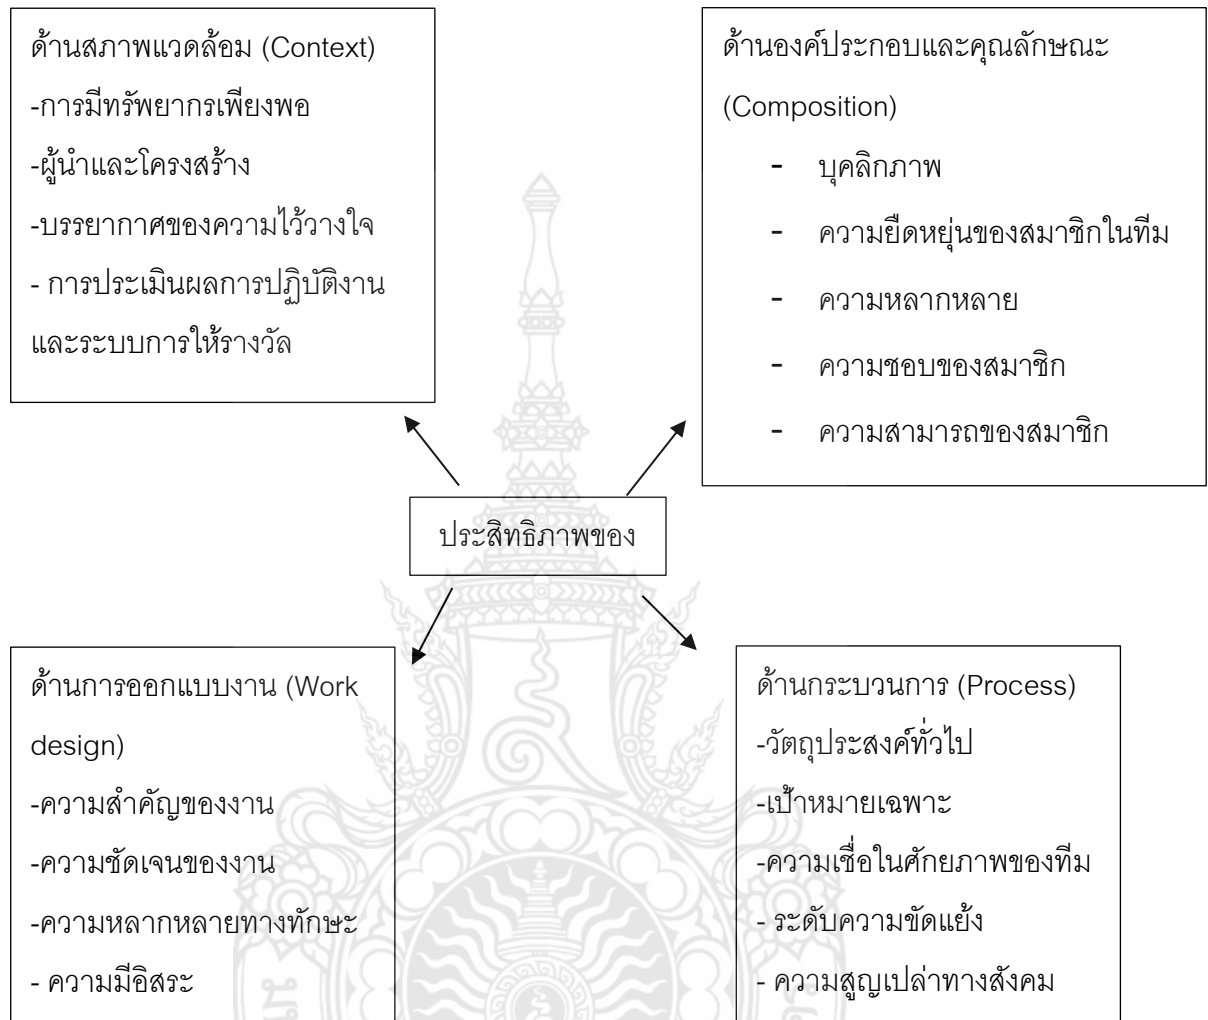 ด้านสภาพแวดล้อม (Context)
-การมีทรัพยากรเพียงพอ
-ผู้นำและโครงสร้าง
-บรรยากาศของความไว้วางใจ
- การประเมินผลการปฏิบัติงาน
และระบบการให้รางวัล
ด้านองค์ประกอบและคุณลักษณะ
(Composition)
- บุคลิกภาพ
- ความยืดหยุ่นของสมาชิกในทีม
- ความหลากหลาย
- ความชอบของสมาชิก
- ความสามารถของสมาชิก
ประสิทธิภาพของ
ด้านการออกแบบงาน (Work
design)
-ความสำคัญของงาน
-ความชัดเจนของงาน
-ความหลากหลายทางทักษะ
- ความมีอิสระ
ด้านกระบวนการ (Process)
-วัตถุประสงค์ทั่วไป
-เป้าหมายเฉพาะ
-ความเชื่อในศักยภาพของทีม
- ระดับความขัดแย้ง
- ความสูญเปล่าทางสังคม